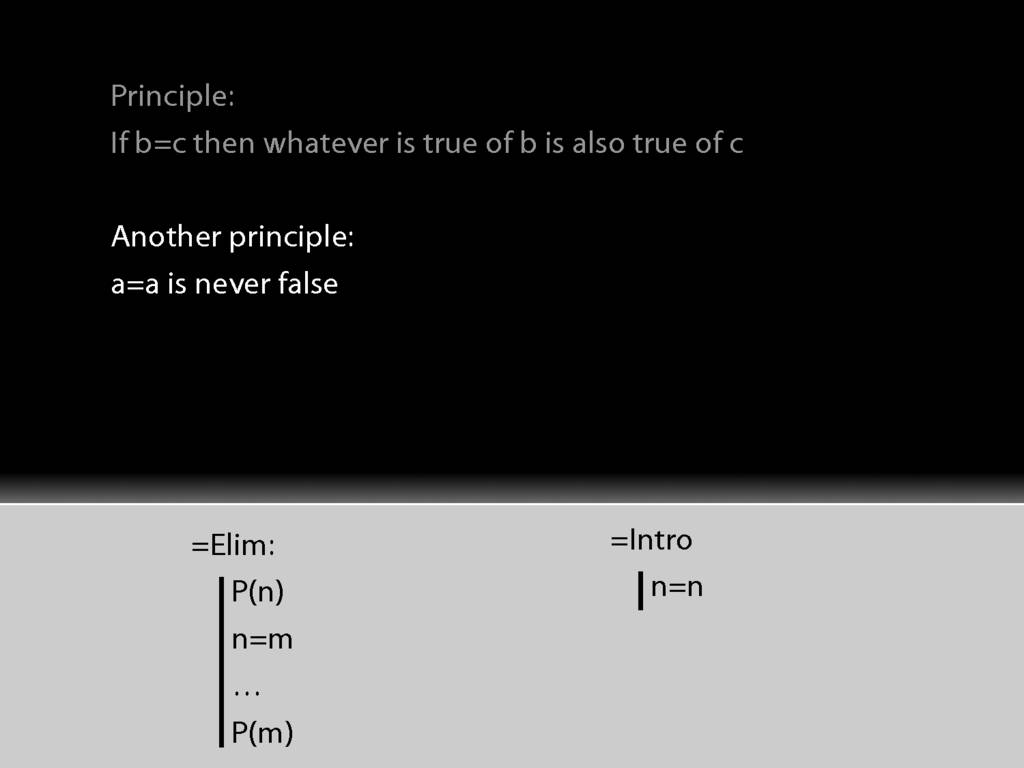 Principle:
If b=c then whatever is true of b is also true of c
Another principle:
a=a is never false
=Elim:
P(n)
n=m
…
P(m)
=Intro
n=n